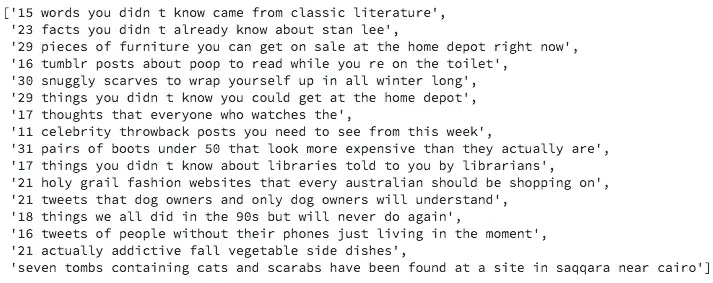 ['15 words you didn t know came from classic literature',
'23 facts you didn t already know about stan lee',
'29 pieces of furniture you can get on sale at the home depot right now',
'16 tumblr posts about poop to read while you re on the toilet',
'30 snuggly scarves to wrap yourself up in all winter long',
'29 things you didn t know you could get at the home depot',
'17 thoughts that everyone who watches the',
'11 celebrity throwback posts you need to see from this week',
'31 pairs of boots under 50 that look more expensive than they actually are',
'17 things you didn t know about libraries told to you by librarians',
'21 holy grail fashion websites that every australian should be shopping on',
'21 tweets that dog owners and only dog owners will understand',
'18 things we all did in the 90s but will never do again',
'16 tweets of people without their phones just living in the moment',
'21 actually addictive fall vegetable side dishes',
'seven tombs containing cats and scarabs have been found at a site in saqqara near cairo']